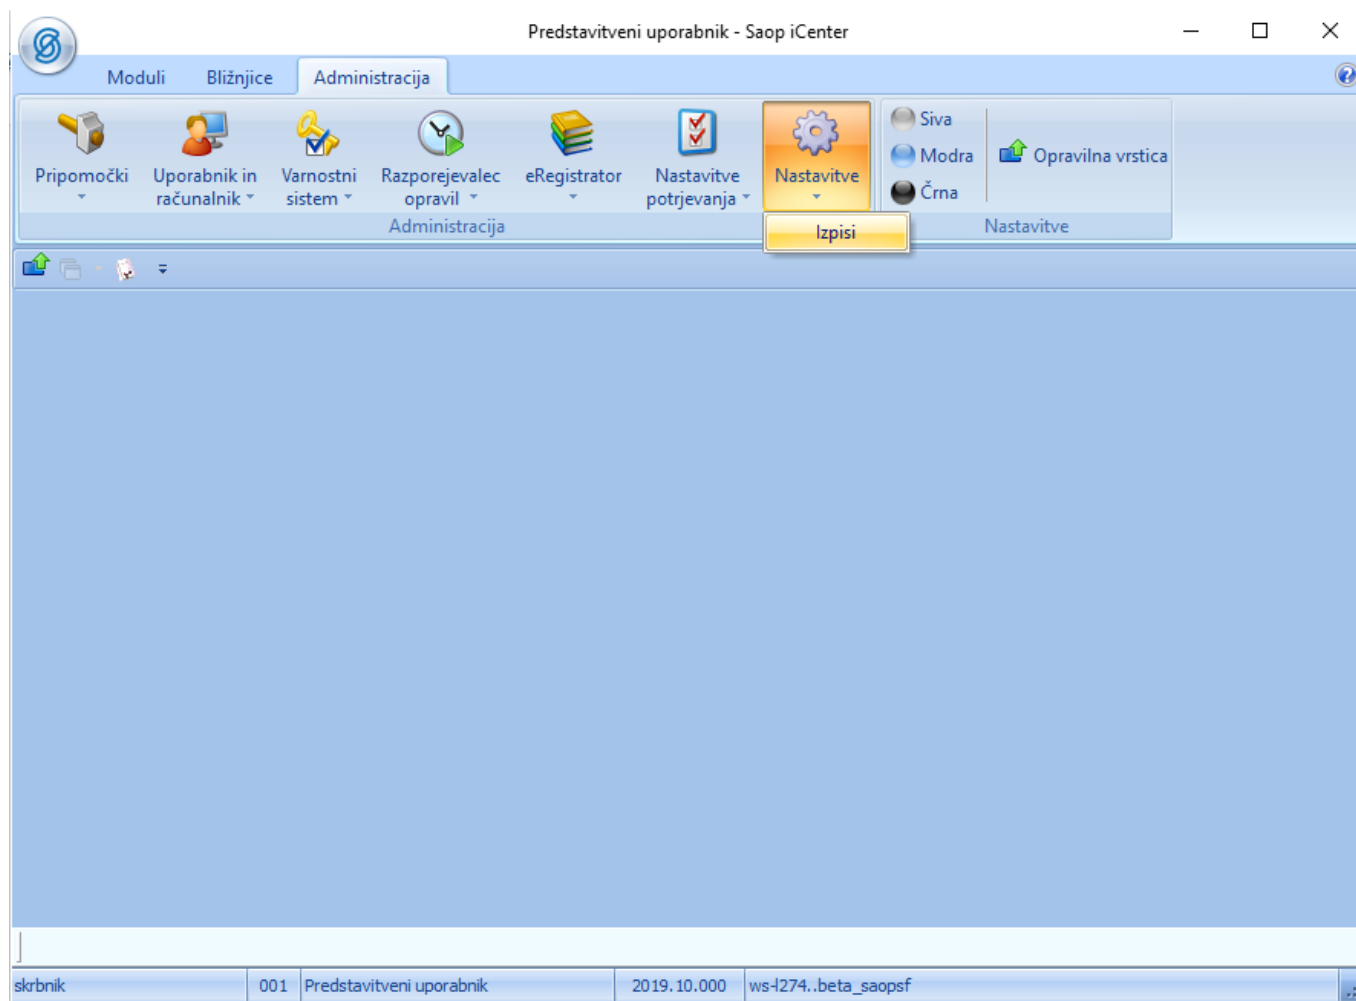 Predstavitveni uporabnik - Saop iCenter
Moduli Bližnjice Administracija
Pripomočki
Uporabnik in
računalnik
Varnostni
sistem
Razporejevalec
opravil
eRegistrator
Nastavitve
potrjevanja
Nastavitve
Siva
Modra
Črna
Opravilna vrstica
Administracija
Nastavitve
Izpisi
skrbnik 001 Predstavitveni uporabnik 2019.10.000 ws-l274..beta_saopsf